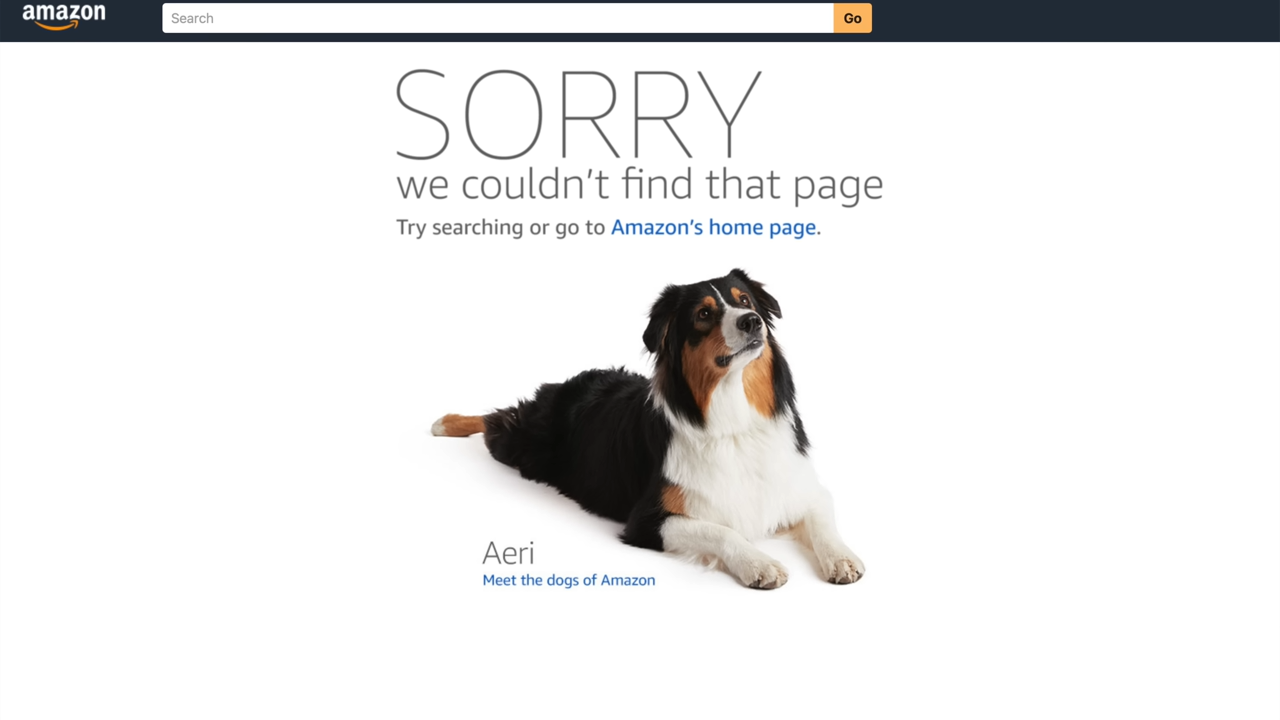 amazon
Search
Go
SORRY
we couldn't find that page
Try searching or go to Amazon's home page.
Aeri
Meet the dogs of Amazon